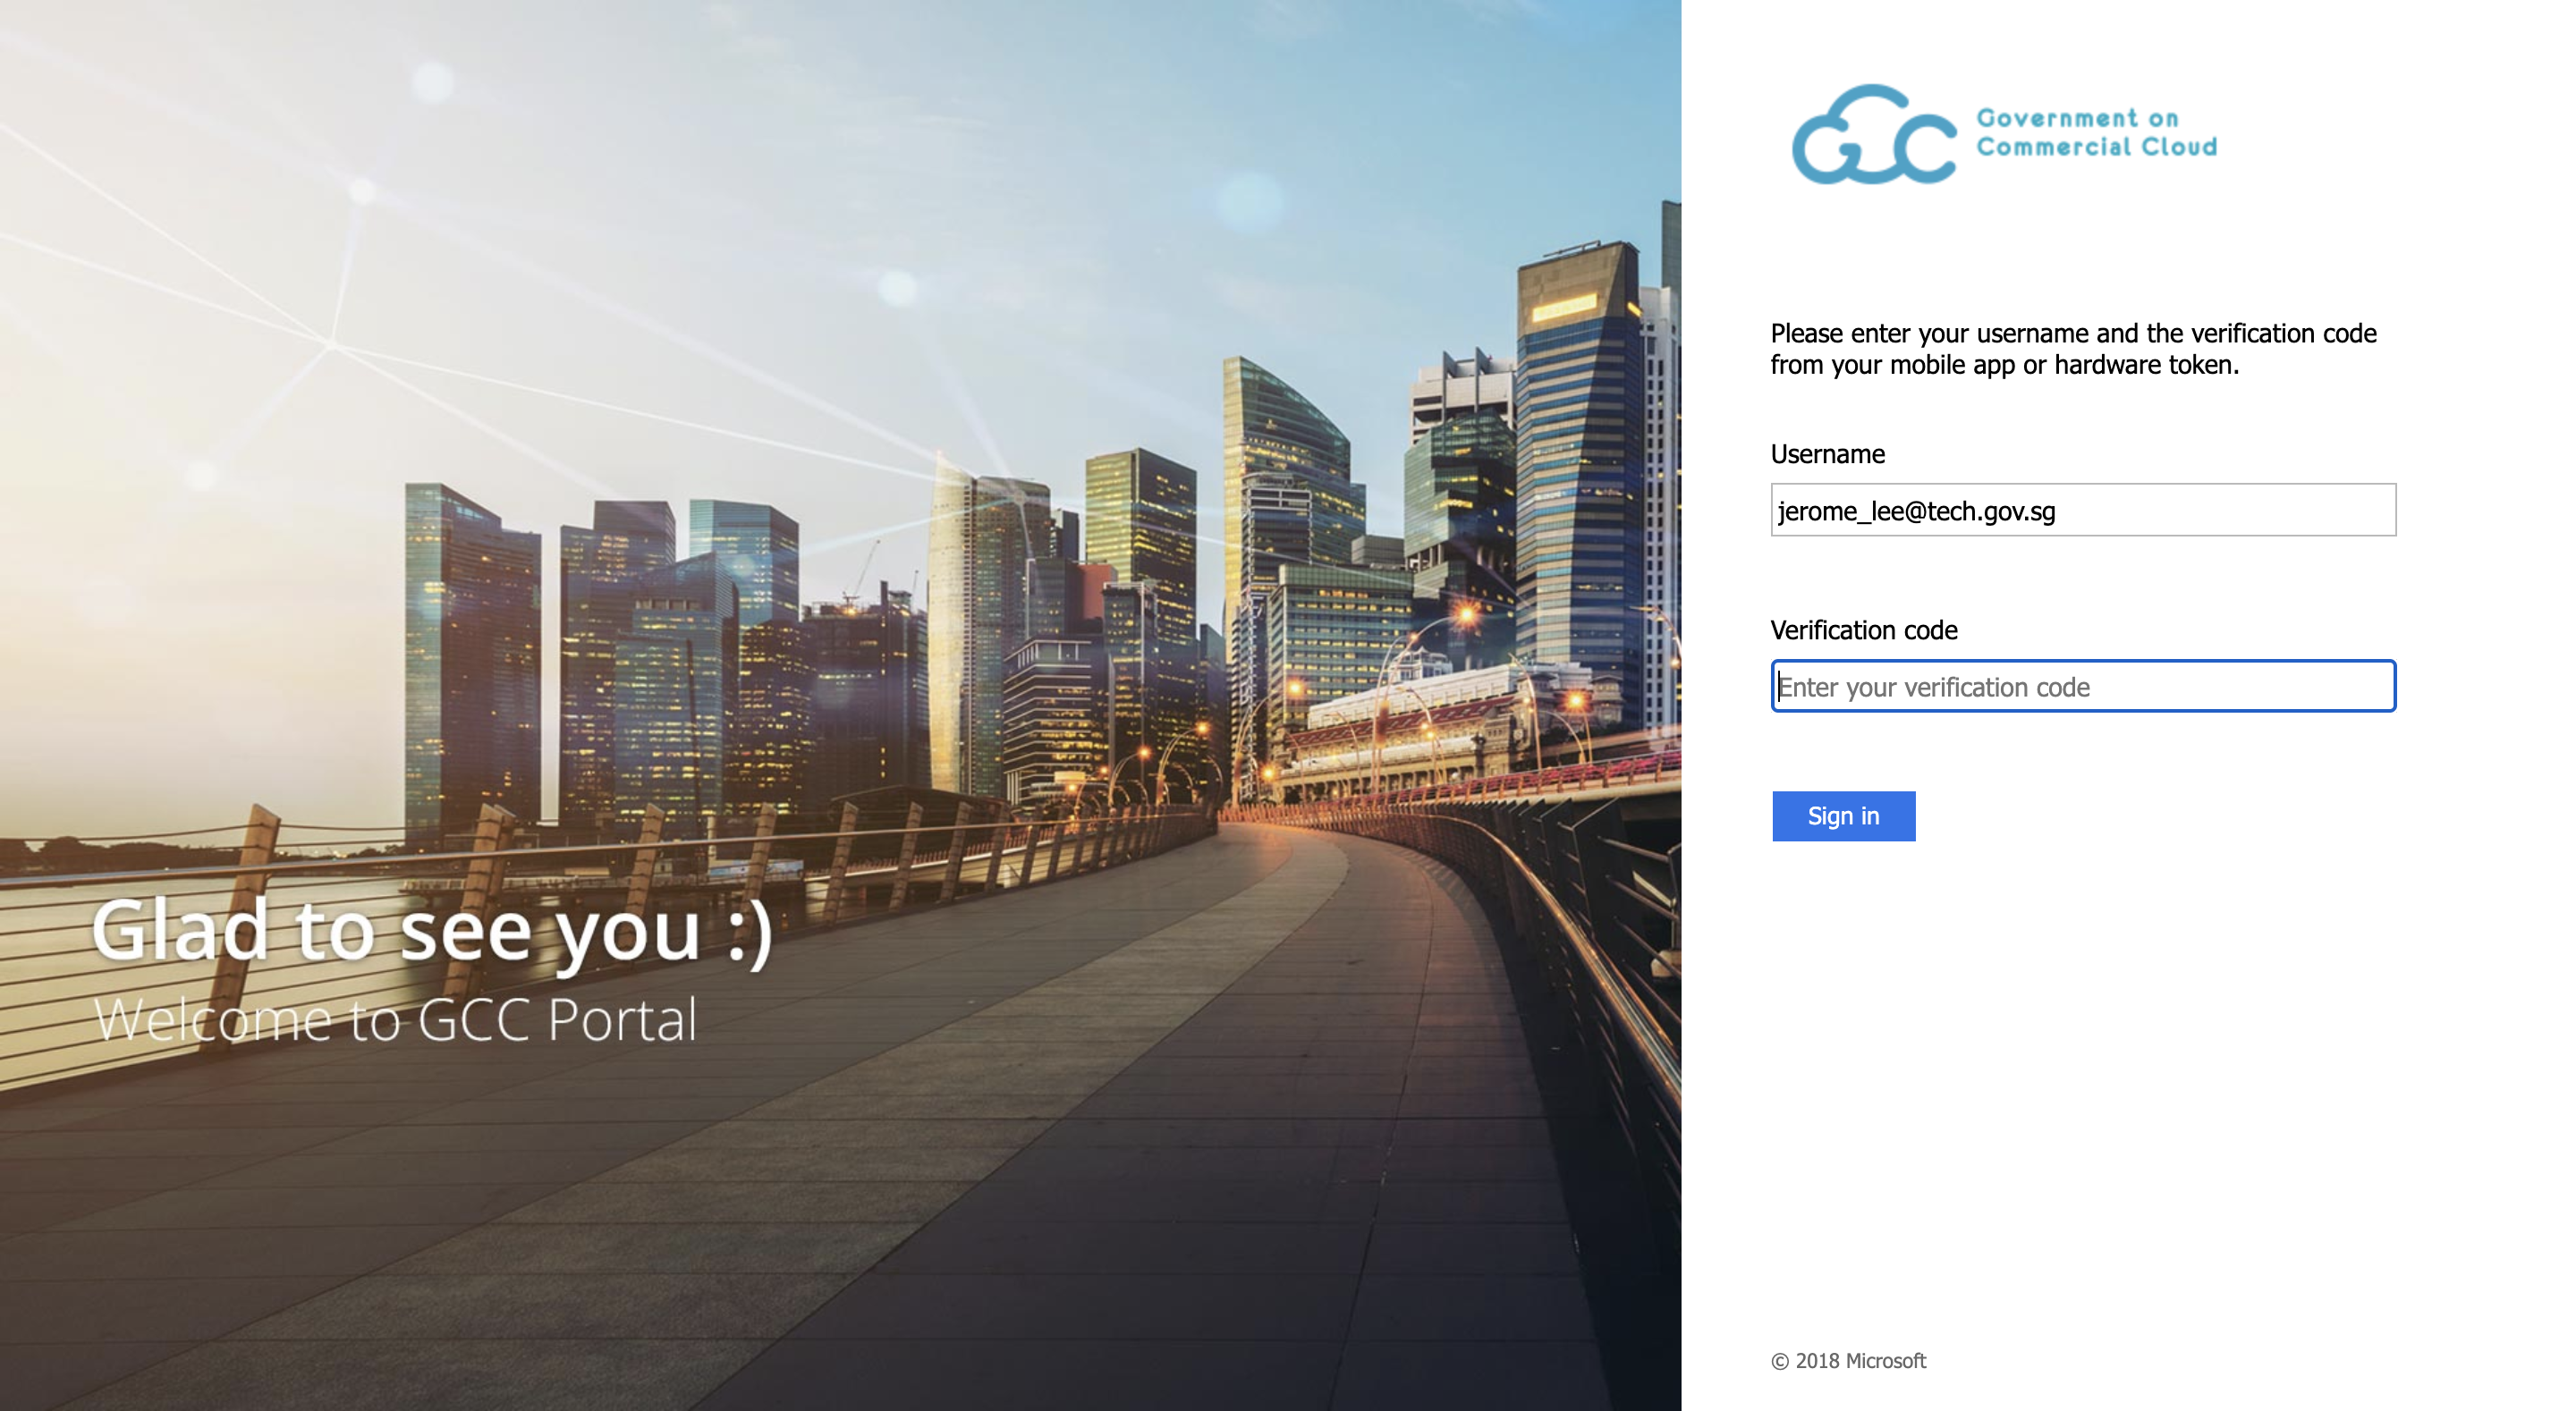 GCC Government on
Commercial Cloud
Please enter your username and the verification code
from your mobile app or hardware token.
Username
jerome_lee@tech.gov.sg
Verification code
Enter your verification code
Sign in
Glad to see you :)
Welcome to GCC Portal
© 2018 Microsoft